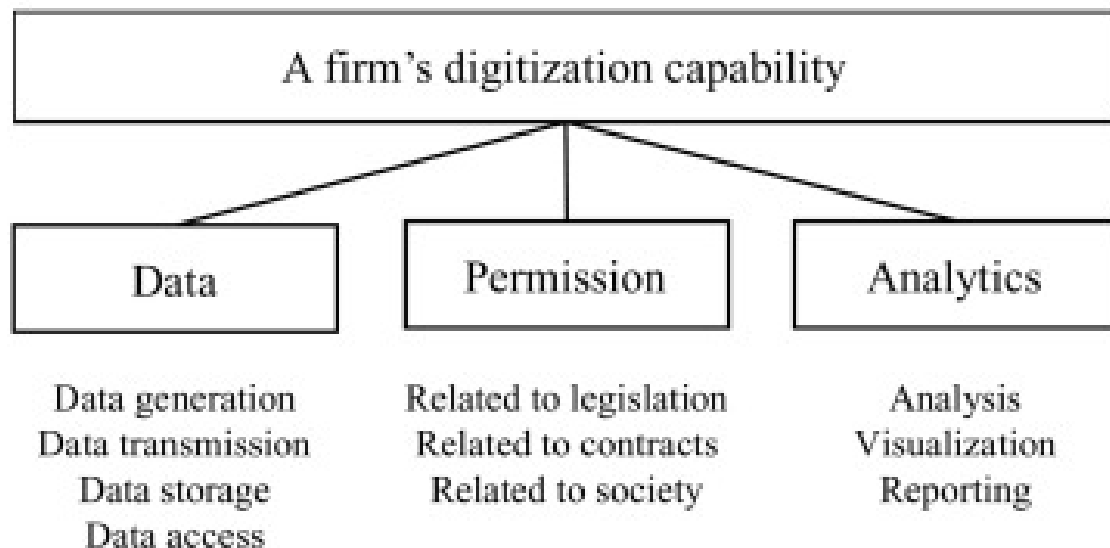 A firm's digitization capability
Data
Permission
Analytics
Data generation
Data transmission
Data storage
Data access
Related to legislation
Related to contracts
Related to society
Analysis
Visualization
Reporting